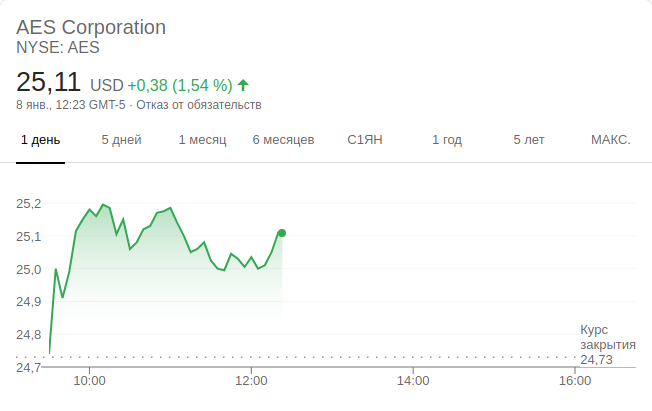 AES Corporation
NYSE: AES
25,11 USD +0,38 (1,54 %)
8 янв., 12:23 GMT-5 · Отказ от обязательств
1 день 5 дней 1 месяц 6 месяцев С1ЯН 1 год 5 лет МАКС.
25,2
25,1
25,0
24,9
24,8
24,7
Курс
закрытия
24,73
10:00 12:00 14:00 16:00